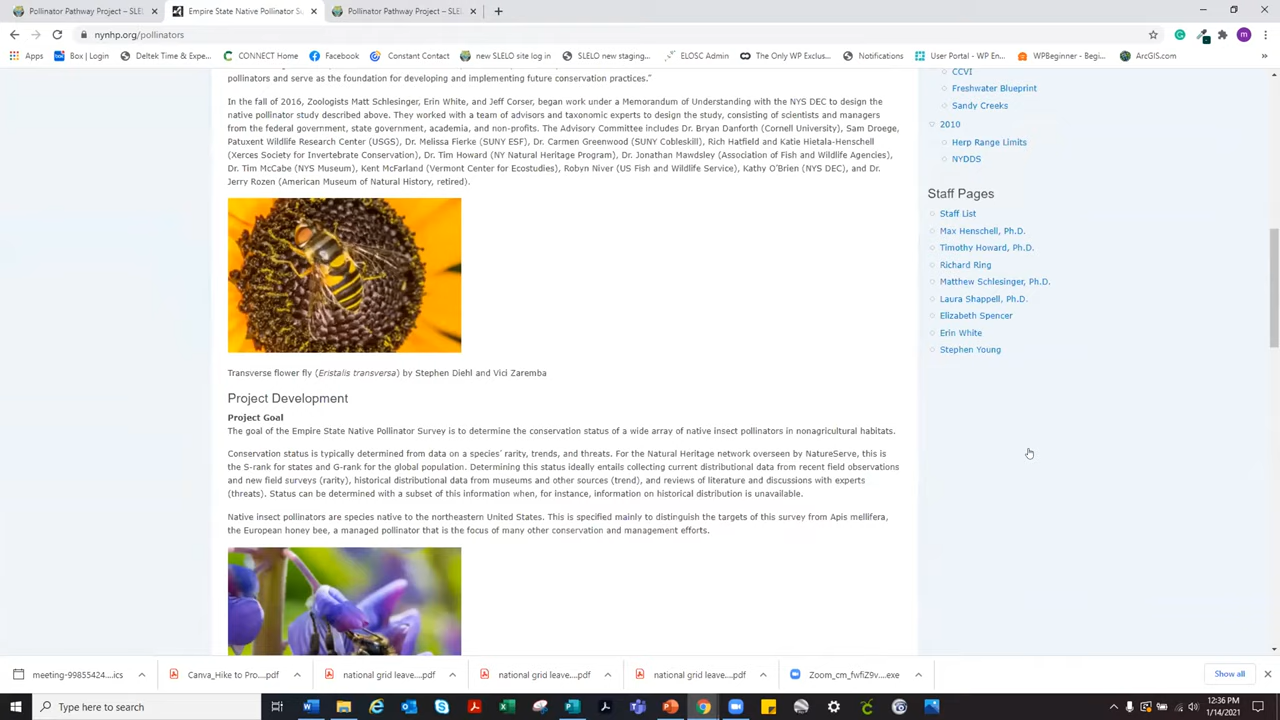 Pollinator Pathway Project – SLEL
Empire State Native Pollinator Su
Pollinator Pathway Project – SLEL
nynhp.org/pollinators
Apps
Box | Login
Deltek Time & Expe...
CONNECT Home
Facebook
Constant Contact
new SLELO site log in
SLELO new staging...
ELOSC Admin
The Only WP Exclus...
Notifications
User Portal - WP En...
WPBeginner - Begi...
ArcGIS.com
pollinators and serve as the foundation for developing and implementing future conservation practices."
In the fall of 2016, Zoologists Matt Schlesinger, Erin White, and Jeff Corser, began work under a Memorandum of Understanding with the NYS DEC to design the
native pollinator study described above. They worked with a team of advisors and taxonomic experts to design the study, consisting of scientists and managers
from the federal government, state government, academia, and non-profits. The Advisory Committee includes Dr. Bryan Danforth (Cornell University), Sam Droege,
Patuxent Wildlife Research Center (USGS), Dr. Melissa Fierke (SUNY ESF), Dr. Carmen Greenwood (SUNY Cobleskill), Rich Hatfield and Katie Hietala-Henschell
(Xerces Society for Invertebrate Conservation), Dr. Tim Howard (NY Natural Heritage Program), Dr. Jonathan Mawdsley (Association of Fish and Wildlife Agencies),
Dr. Tim McCabe (NYS Museum), Kent McFarland (Vermont Center for Ecostudies), Robyn Niver (US Fish and Wildlife Service), Kathy O'Brien (NYS DEC), and Dr.
Jerry Rozen (American Museum of Natural History, retired).
Transverse flower fly (Eristalis transversa) by Stephen Diehl and Vici Zaremba
Project Development
Project Goal
The goal of the Empire State Native Pollinator Survey is to determine the conservation status of a wide array of native insect pollinators in nonagricultural habitats.
Conservation status is typically determined from data on a species' rarity, trends, and threats. For the Natural Heritage network overseen by NatureServe, this is
the S-rank for states and G-rank for the global population. Determining this status ideally entails collecting current distributional data from recent field observations
and new field surveys (rarity), historical distributional data from museums and other sources (trend), and reviews of literature and discussions with experts
(threats). Status can be determined with a subset of this information when, for instance, information on historical distribution is unavailable.
Native insect pollinators are species native to the northeastern United States. This is specified mainly to distinguish the targets of this survey from Apis mellifera,
the European honey bee, a managed pollinator that is the focus of many other conservation and management efforts.
CCVI
Freshwater Blueprint
Sandy Creeks
2010
Herp Range Limits
NYDDS
Staff Pages
Staff List
Max Henschell, Ph.D.
Timothy Howard, Ph.D.
Richard Ring
Matthew Schlesinger, Ph.D.
Laura Shappell, Ph.D.
Elizabeth Spencer
Erin White
Stephen Young
meeting-99855424....ics
Canva_Hike to Pro....pdf
national grid leave....pdf
national grid leave....pdf
national grid leave....pdf
Zoom_cm_fwfiZ9v....exe
Show all
Type here to search
12:36 PM
1/14/2021